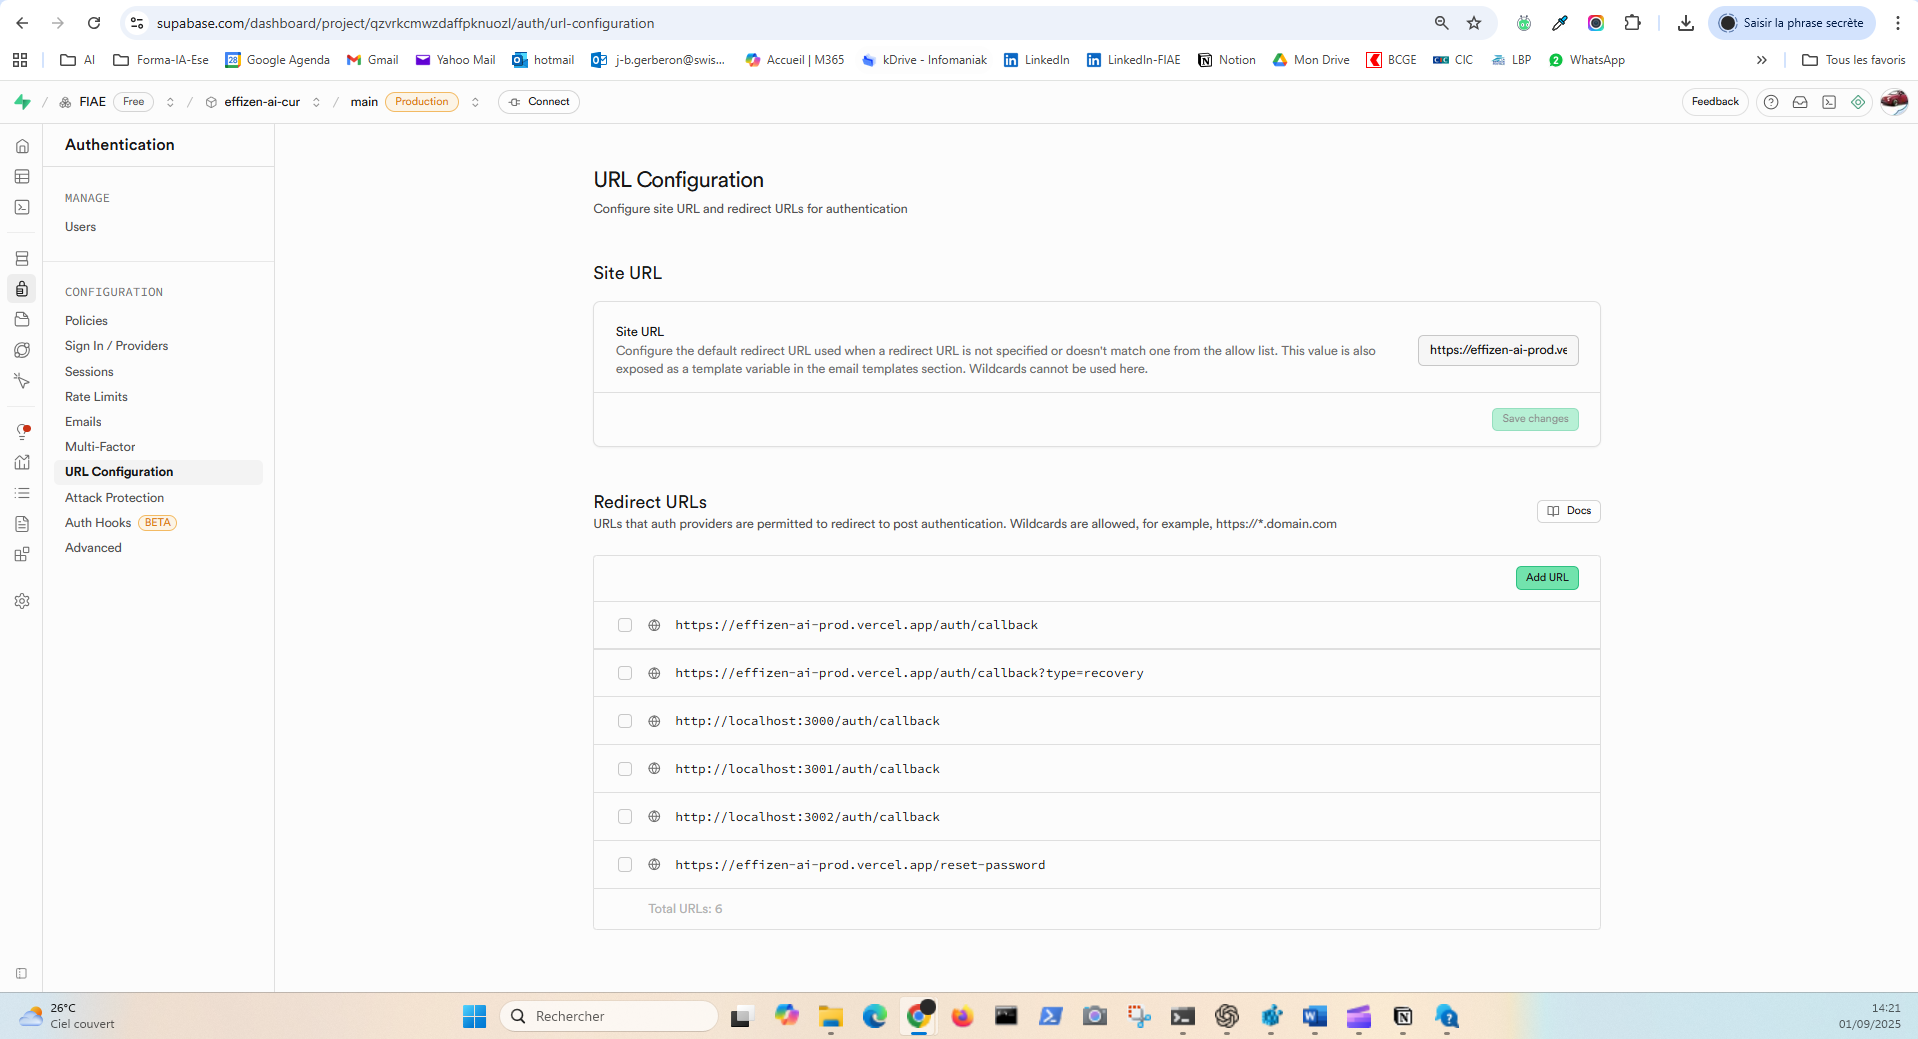 supabase.com/dashboard/project/qzvrkcmwzdaffpknuozl/auth/url-configuration
Saisir la phrase secrète
AI
Forma-IA-Ese
28
Google Agenda
Gmail
Yahoo Mail
hotmail
j-b.gerberon@swis...
Accueil | M365
kDrive - Infomaniak
LinkedIn
LinkedIn-FIAE
Notion
Mon Drive
BCGE
CIC
LBP
2
WhatsApp
»
Tous les favoris
/ FIAE Free / effizen-ai-cur / main Production Connect
Feedback
Authentication
MANAGE
Users
CONFIGURATION
Policies
Sign In / Providers
Sessions
Rate Limits
Emails
Multi-Factor
URL Configuration
Attack Protection
Auth Hooks BETA
Advanced
URL Configuration
Configure site URL and redirect URLs for authentication
Site URL
Site URL
Configure the default redirect URL used when a redirect URL is not specified or doesn't match one from the allow list. This value is also
exposed as a template variable in the email templates section. Wildcards cannot be used here.
https://effizen-ai-prod.ve
Save changes
Redirect URLs
URLs that auth providers are permitted to redirect to post authentication. Wildcards are allowed, for example, https://*.domain.com
Docs
Add URL
https://effizen-ai-prod.vercel.app/auth/callback
https://effizen-ai-prod.vercel.app/auth/callback?type=recovery
http://localhost:3000/auth/callback
http://localhost:3001/auth/callback
http://localhost:3002/auth/callback
https://effizen-ai-prod.vercel.app/reset-password
Total URLs: 6
26°C
Ciel couvert
Rechercher
14:21
01/09/2025